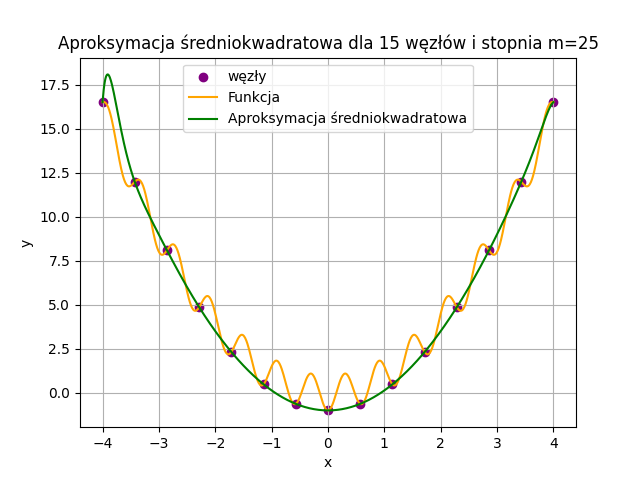 Aproksymacja średniokwadratowa dla 15 węzłów i stopnia m=25
węzły
Funkcja
Aproksymacja średniokwadratowa
17.5
15.0
12.5
10.0
7.5
5.0
2.5
0.0
y
−4 −3 −2 −1 0 1 2 3 4
x